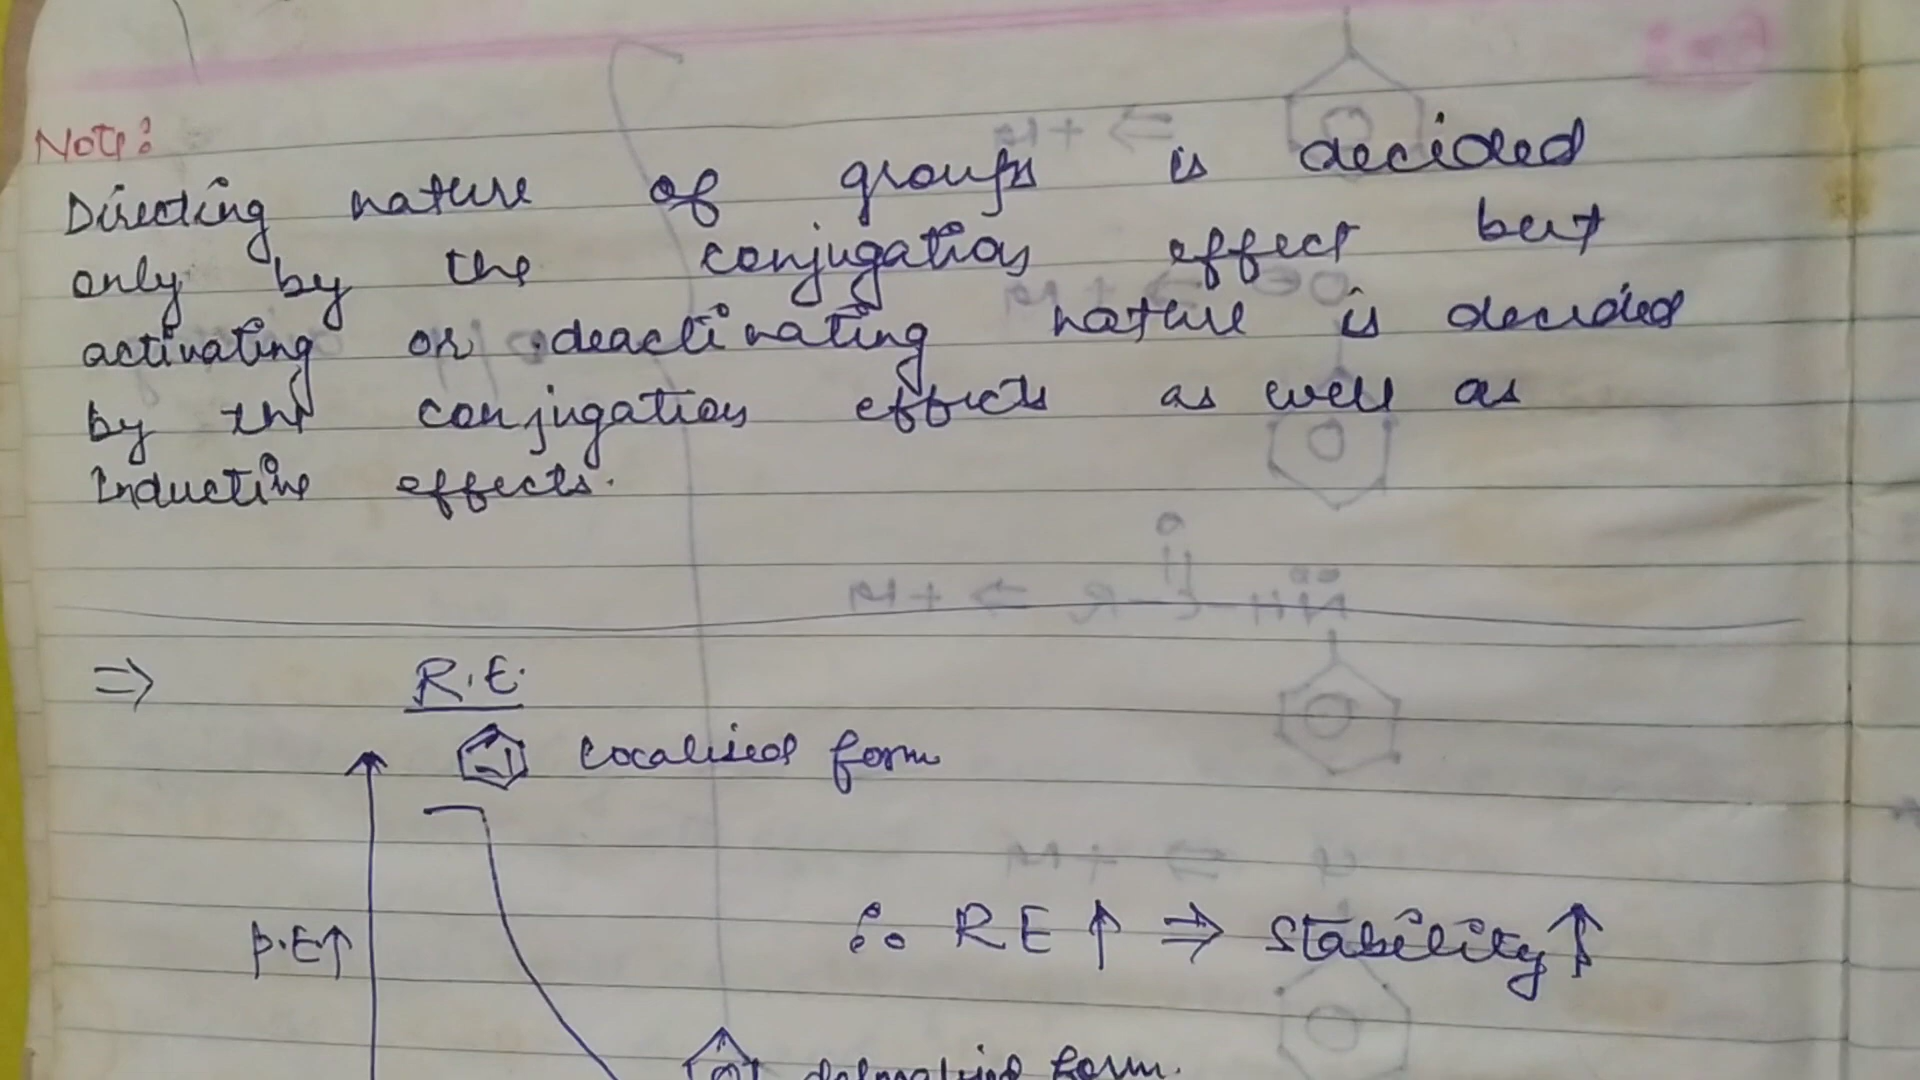 Note:
Directing nature of groups is decided
only by the conjugation effect but
activating or deactivating nature is decided
by the conjugation effects as well as
Inductive effects.
⇒ R.E.
localised form
P.E↑
∴ RE↑ ⇒ stability↑
delocalised form.